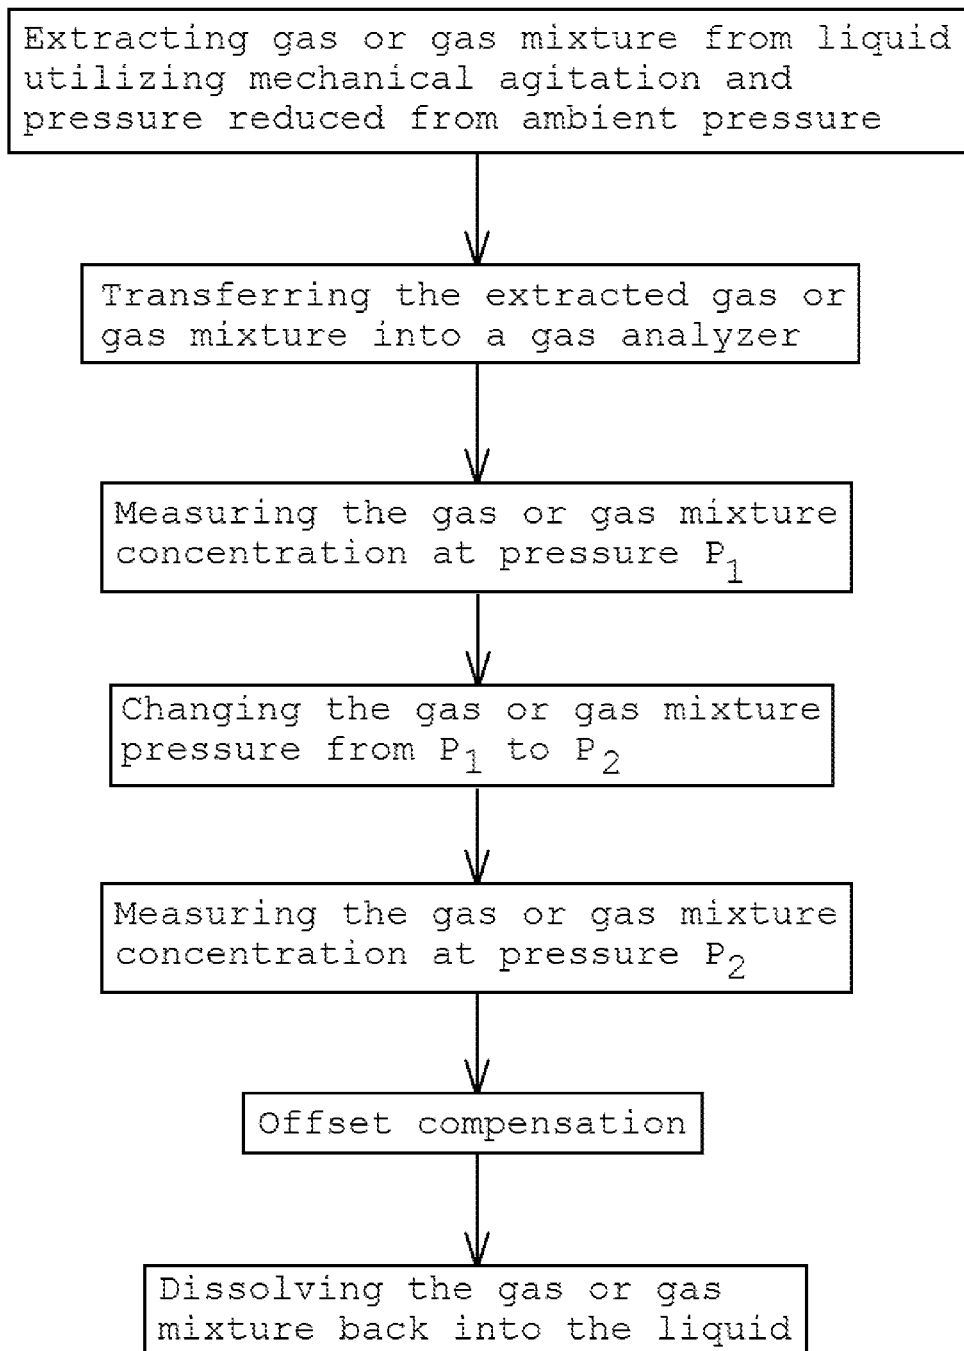 Extracting gas or gas mixture from liquid
utilizing mechanical agitation and
pressure reduced from ambient pressure
Transferring the extracted gas or
gas mixture into a gas analyzer
Measuring the gas or gas mixture
concentration at pressure P₁
Changing the gas or gas mixture
pressure from P₁ to P₂
Measuring the gas or gas mixture
concentration at pressure P₂
Offset compensation
Dissolving the gas or gas
mixture back into the liquid